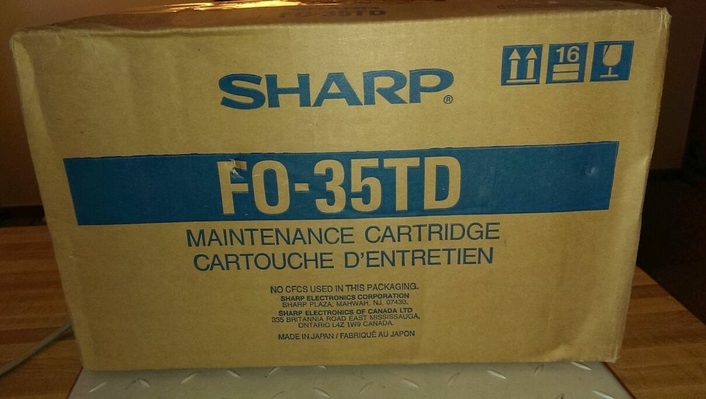 FO-35TD
SHARP®
16
FO-35TD
MAINTENANCE CARTRIDGE
CARTOUCHE D'ENTRETIEN
NO CFCS USED IN THIS PACKAGING.
SHARP ELECTRONICS CORPORATION
SHARP PLAZA, MAHWAH, NJ. 07430.
SHARP ELECTRONICS OF CANADA LTD
335 BRITANNIA ROAD EAST MISSISSAUGA,
ONTARIO L4Z 1W9 CANADA.
MADE IN JAPAN / FABRIQUÉ AU JAPON